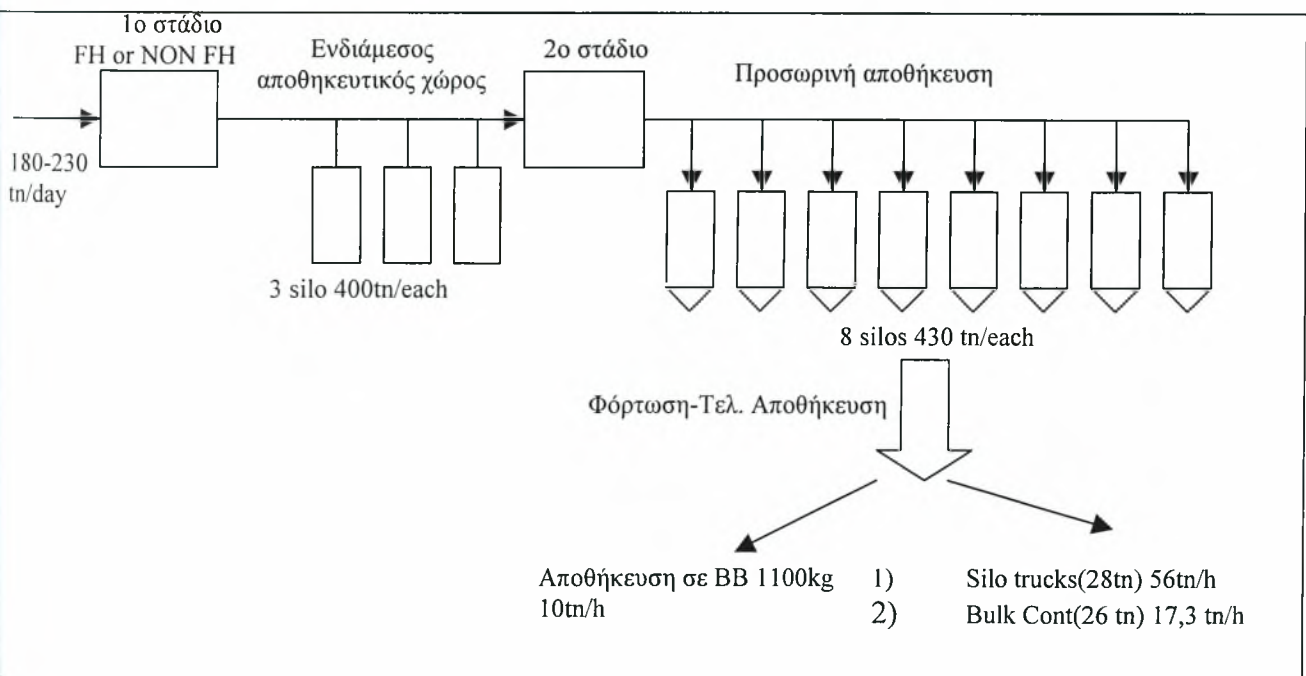 1ο στάδιο
FH or NON FH
Ενδιάμεσος
αποθηκευτικός χώρος
2ο στάδιο
Προσωρινή αποθήκευση
180-230
tn/day
3 silo 400tn/each
8 silos 430 tn/each
Φόρτωση-Τελ. Αποθήκευση
Αποθήκευση σε BB 1100kg
10tn/h
1) Silo trucks(28tn) 56tn/h
2) Bulk Cont(26 tn) 17,3 tn/h